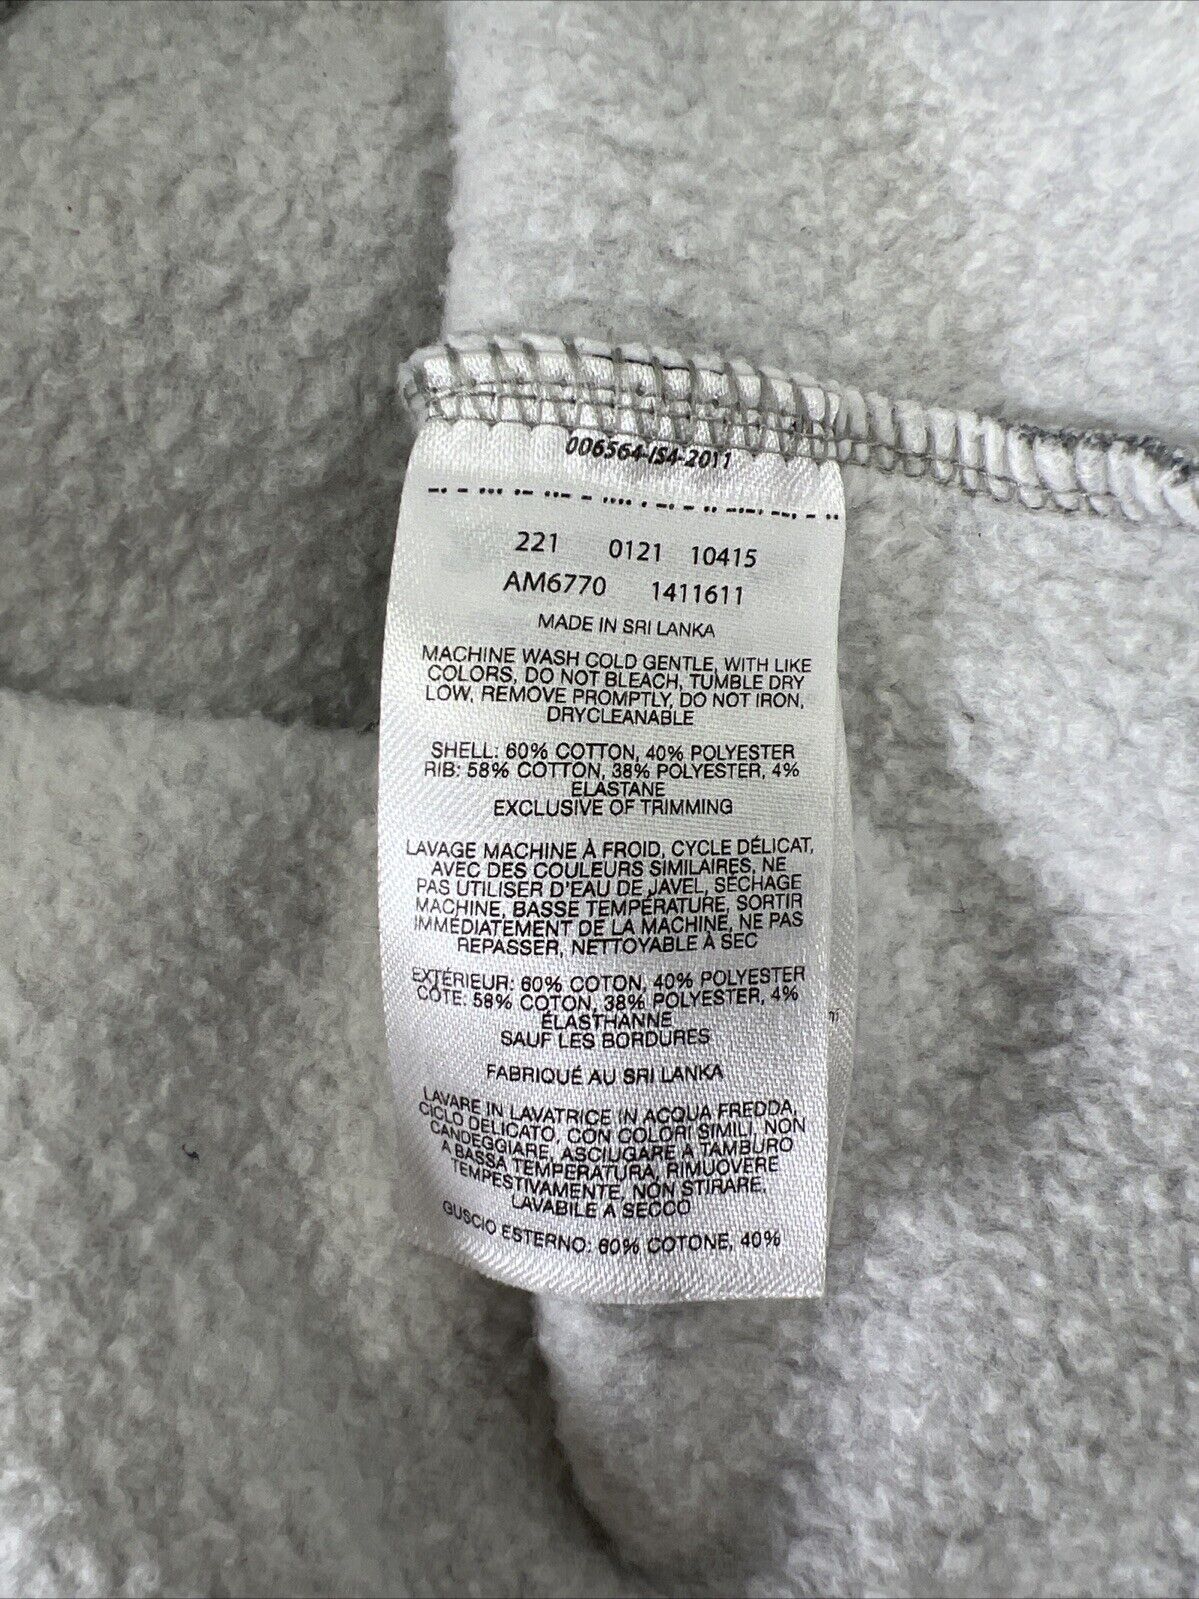 006564-IS4-2011
221 0121 10415
AM6770 1411611
MADE IN SRI LANKA
MACHINE WASH COLD GENTLE, WITH LIKE
COLORS, DO NOT BLEACH, TUMBLE DRY
LOW, REMOVE PROMPTLY, DO NOT IRON,
DRYCLEANABLE
SHELL: 60% COTTON, 40% POLYESTER
RIB: 58% COTTON, 38% POLYESTER, 4%
ELASTANE
EXCLUSIVE OF TRIMMING
LAVAGE MACHINE À FROID, CYCLE DÉLICAT,
AVEC DES COULEURS SIMILAIRES, NE
PAS UTILISER D'EAU DE JAVEL, SÉCHAGE
MACHINE, BASSE TEMPÉRATURE, SORTIR
IMMÉDIATEMENT DE LA MACHINE, NE PAS
REPASSER, NETTOYABLE À SEC
EXTÉRIEUR: 60% COTON, 40% POLYESTER
CÔTE: 58% COTON, 38% POLYESTER, 4%
ÉLASTHANNE
SAUF LES BORDURES
FABRIQUÉ AU SRI LANKA
LAVARE IN LAVATRICE IN ACQUA FREDDA,
CICLO DELICATO, CON COLORI SIMILI, NON
CANDEGGIARE, ASCIUGARE A TAMBURO
A BASSA TEMPERATURA, RIMUOVERE
TEMPESTIVAMENTE, NON STIRARE,
LAVABILE A SECCO
GUSCIO ESTERNO: 60% COTONE, 40%